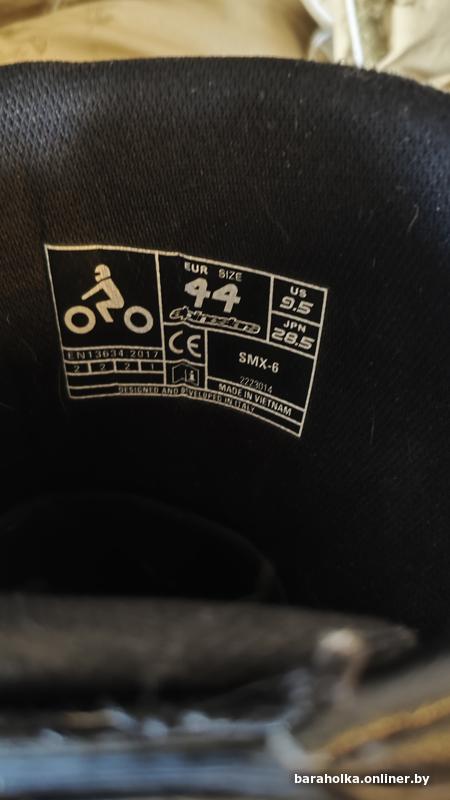 EUR SIZE
44
alpinestars
US
9.5
JPN
28.5
EN13634:2017
2 2 2 1
CE
SMX-6
2223014
MADE IN VIETNAM
DESIGNED AND DEVELOPED IN ITALY
baraholka.onliner.by